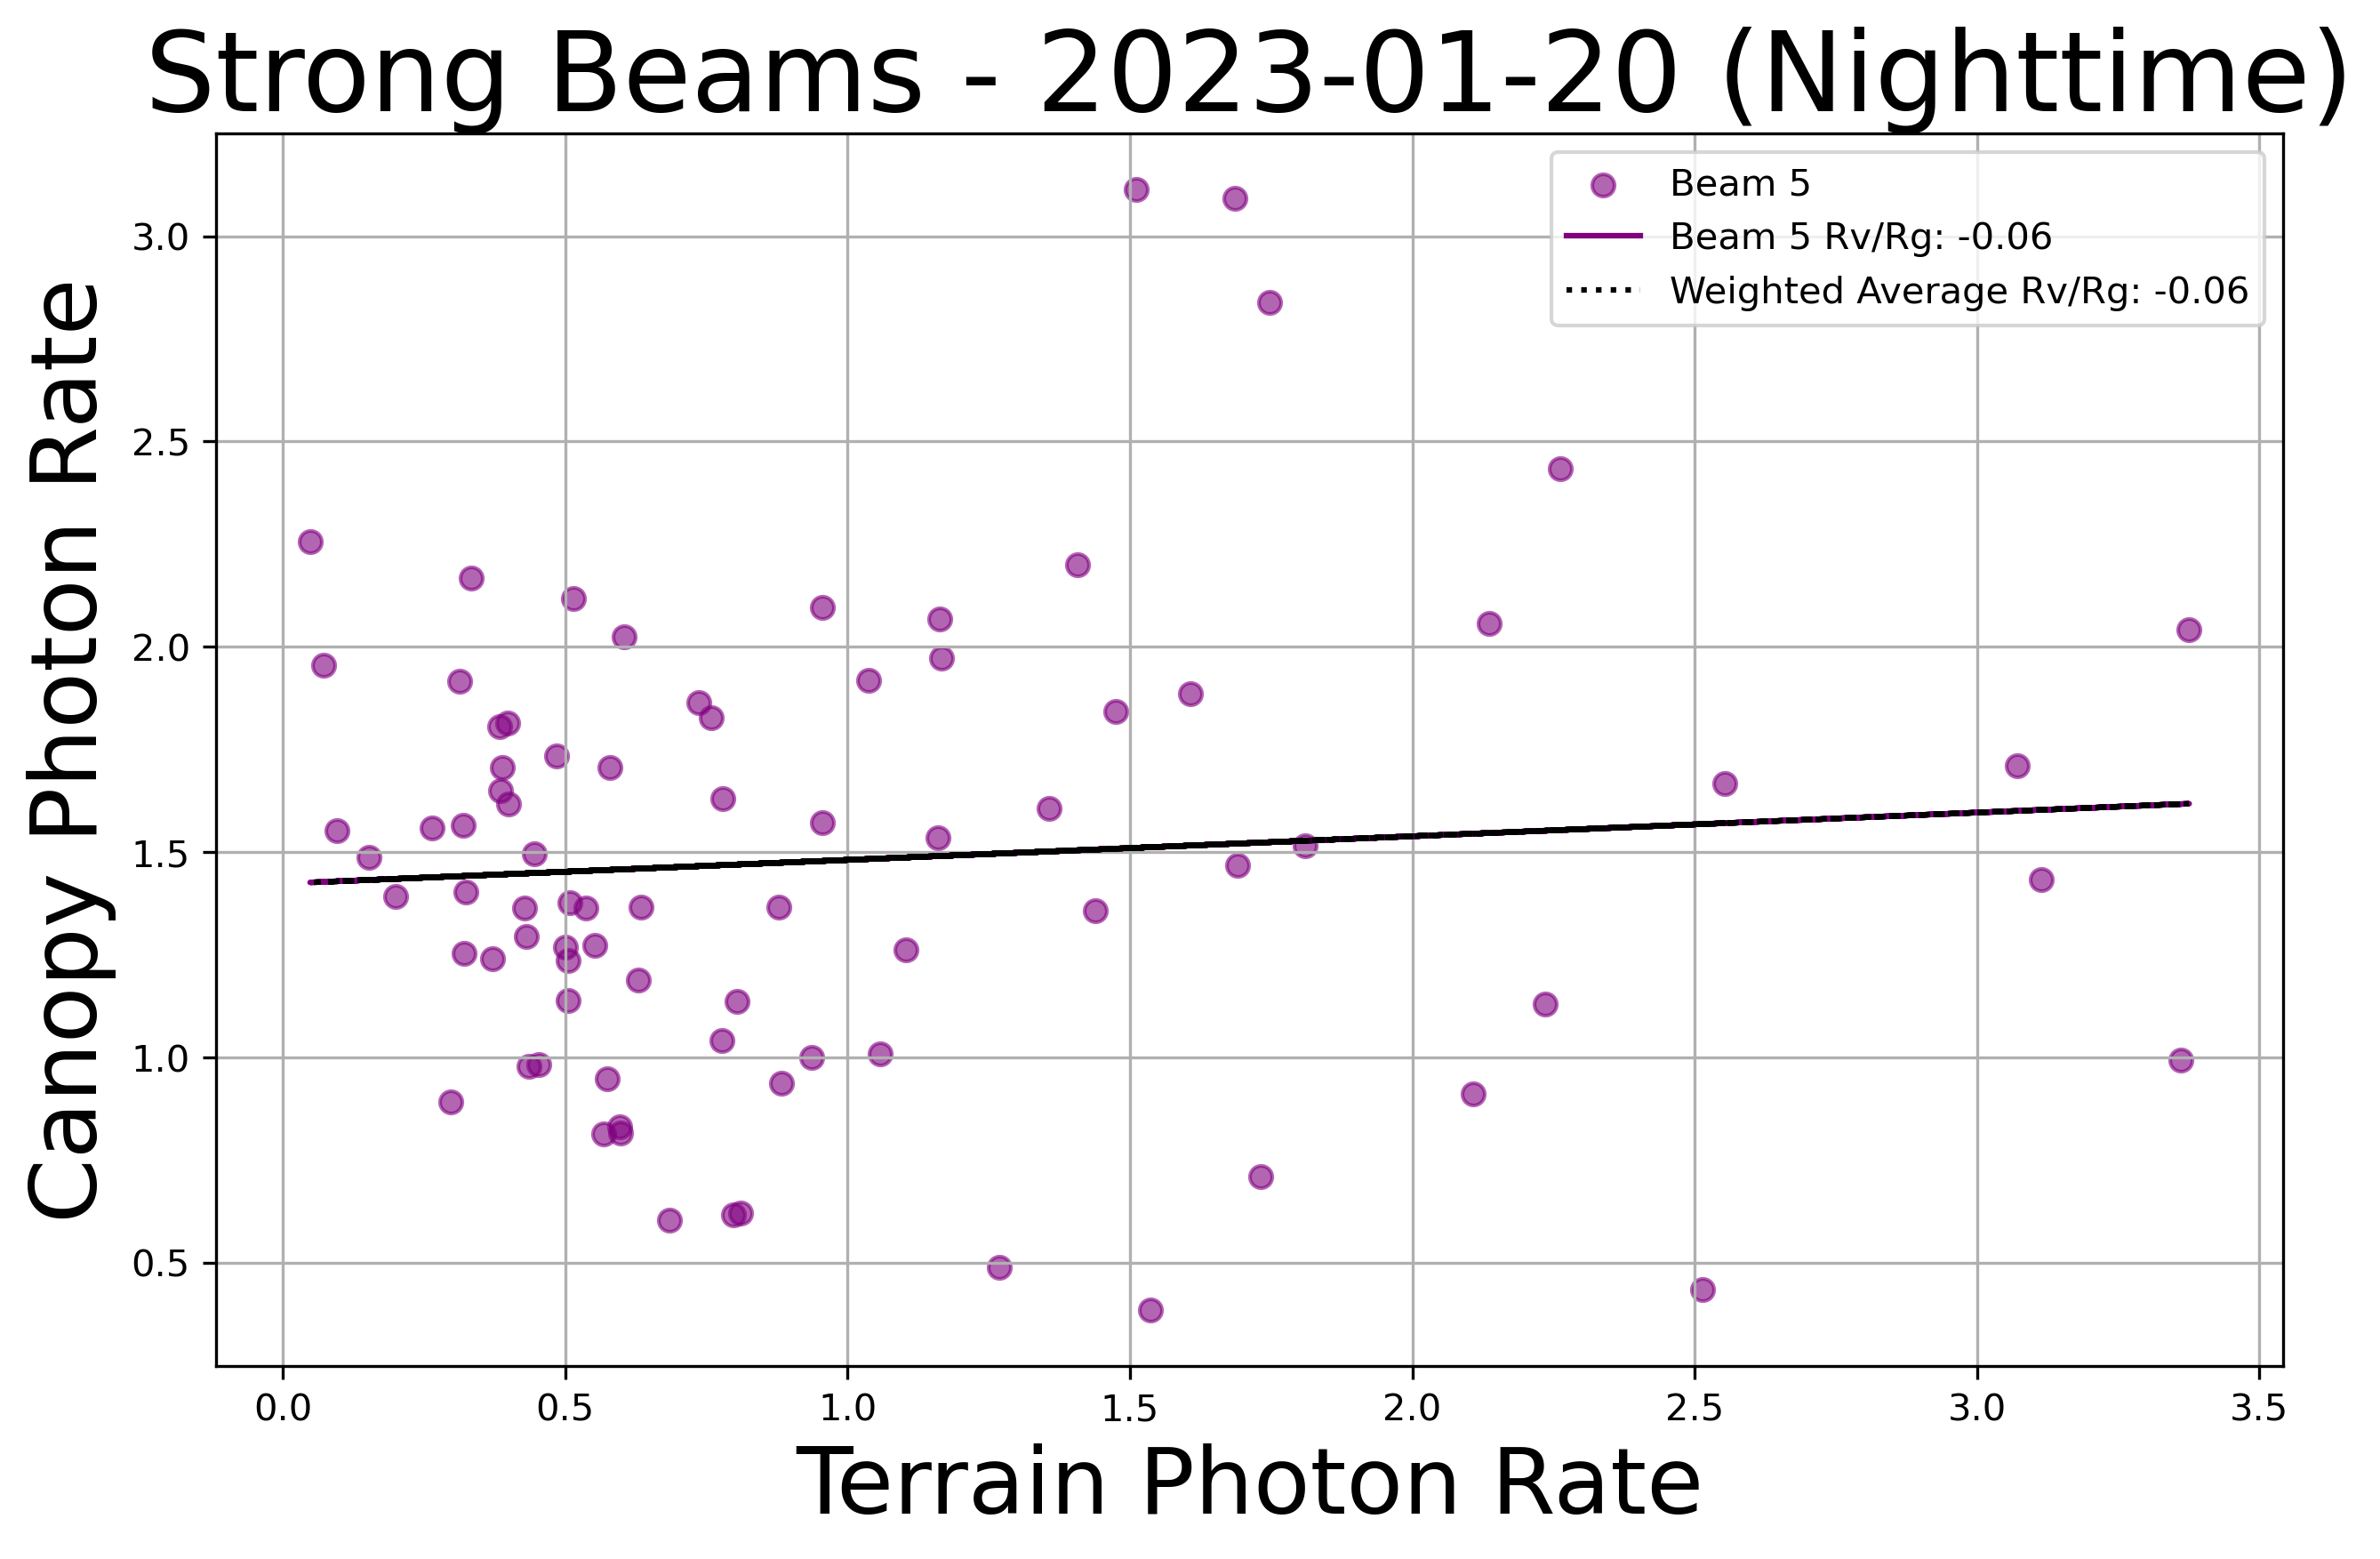 Strong Beams - 2023-01-20 (Nighttime)
Beam 5
Beam 5 Rv/Rg: -0.06
Weighted Average Rv/Rg: -0.06
Canopy Photon Rate
3.0
2.5
2.0
1.5
1.0
0.5
0.0 0.5 1.0 1.5 2.0 2.5 3.0 3.5
Terrain Photon Rate